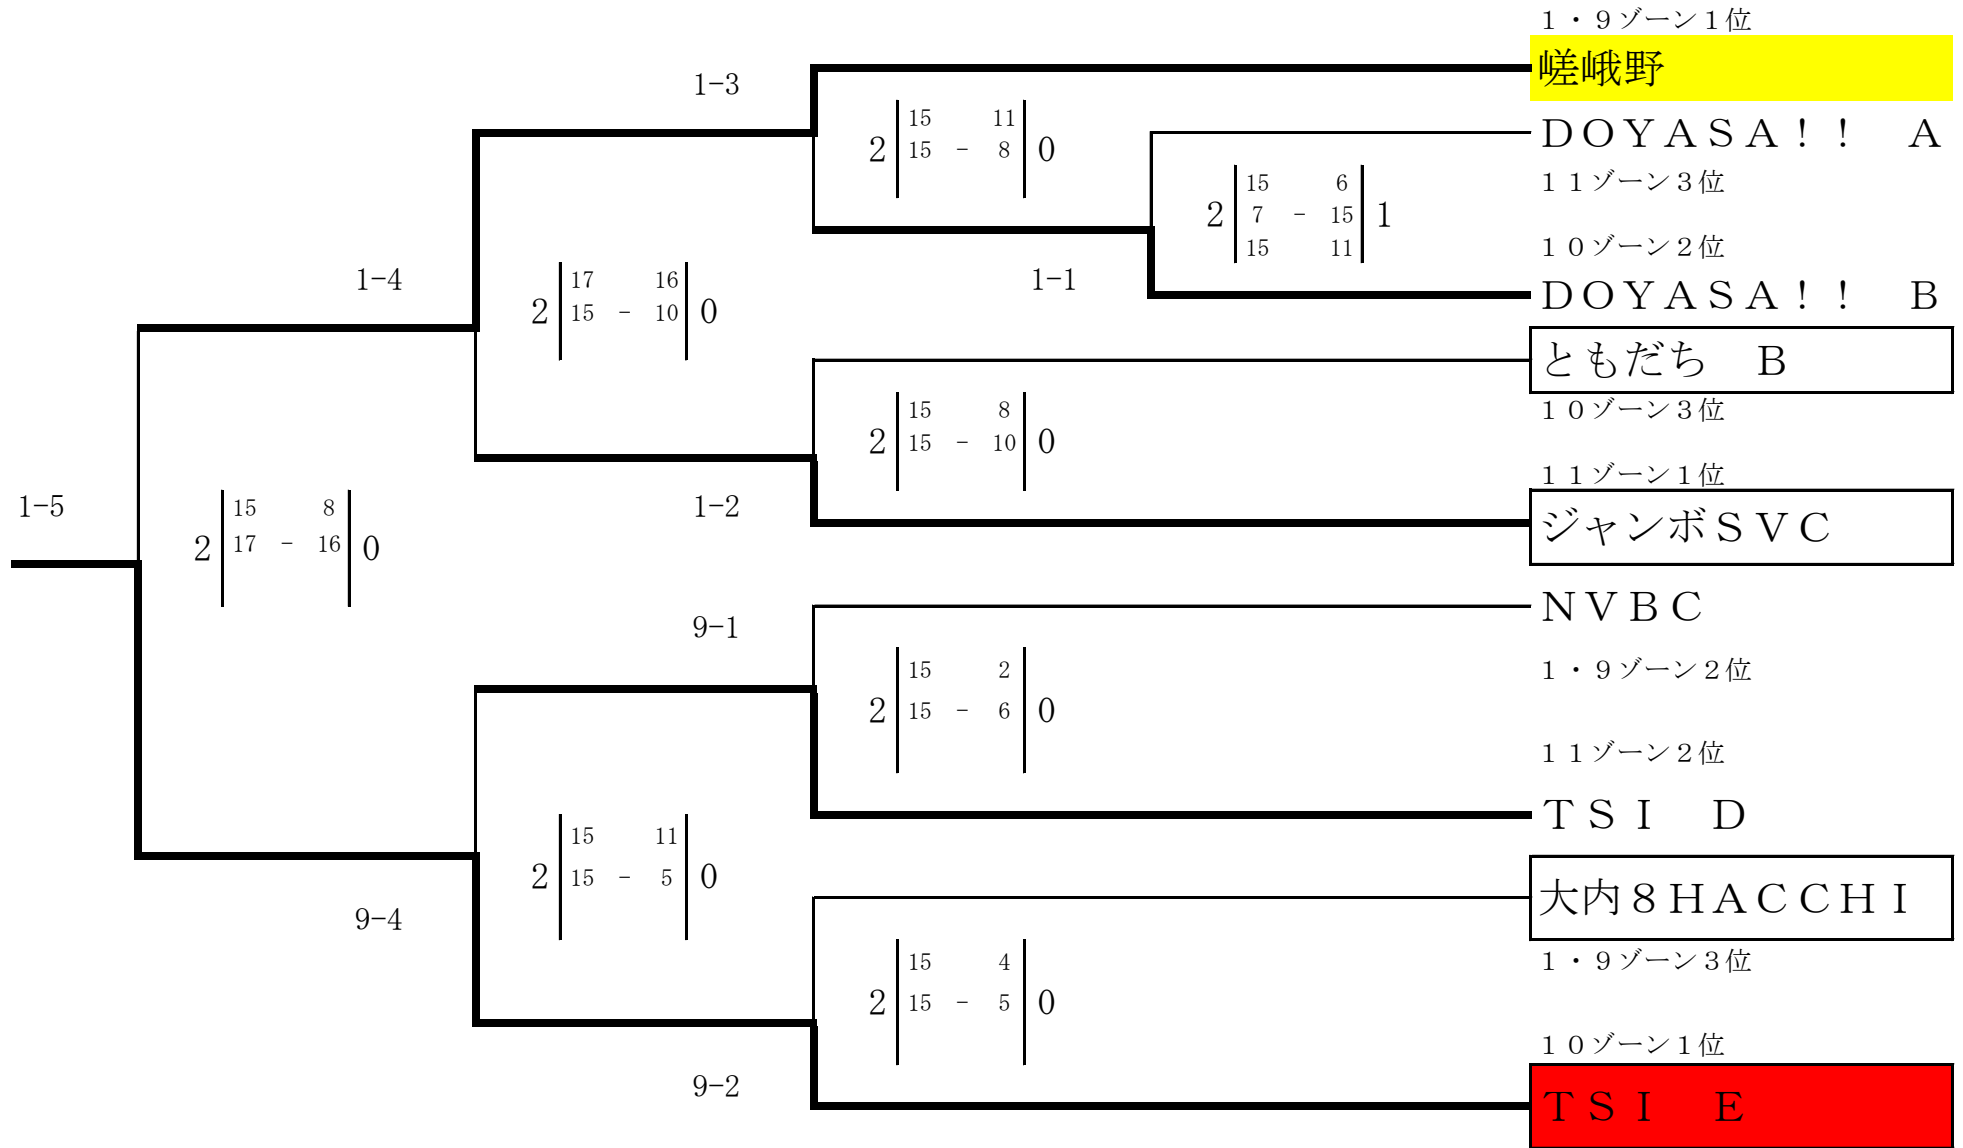 1・9ゾーン1位
嵯峨野
1-3
2 15 11 0
15 - 8
DOYASA!! A
11ゾーン3位
2 15 6 1
7 - 15
15 11
10ゾーン2位
1-1
DOYASA!! B
1-4
2 17 16 0
15 - 10
ともだち B
10ゾーン3位
2 15 8 0
15 - 10
11ゾーン1位
1-2
ジャンボSVC
1-5
2 15 8 0
17 - 16
NVBC
9-1
1・9ゾーン2位
2 15 2 0
15 - 6
11ゾーン2位
TSI D
2 15 11 0
15 - 5
大内8HACCHI
9-4
1・9ゾーン3位
2 15 4 0
15 - 5
10ゾーン1位
9-2
TSI E